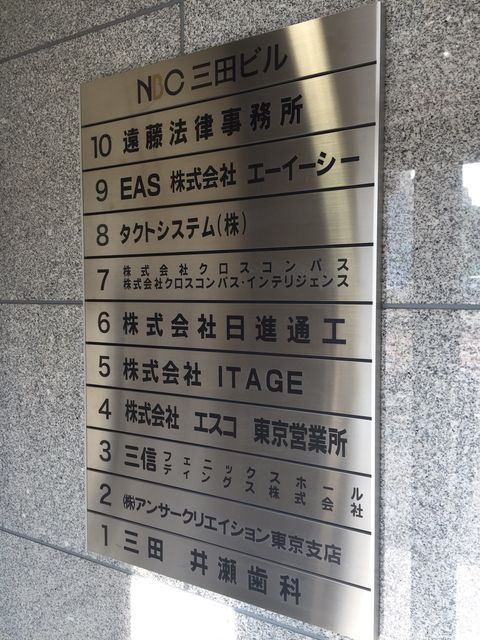 NBC 三田ビル
10 遠藤法律事務所
9 EAS 株式会社 エーイーシー
8 タクトシステム(株)
7 株式会社クロスコンパス
株式会社クロスコンパス・インテリジェンス
6 株式会社日進通工
5 株式会社 ITAGE
4 株式会社 エスコ 東京営業所
3 三信 フェニックスホール
ディングス株式会社
2 ㈱アンサークリエイション東京支店
1 三田 井瀬歯科